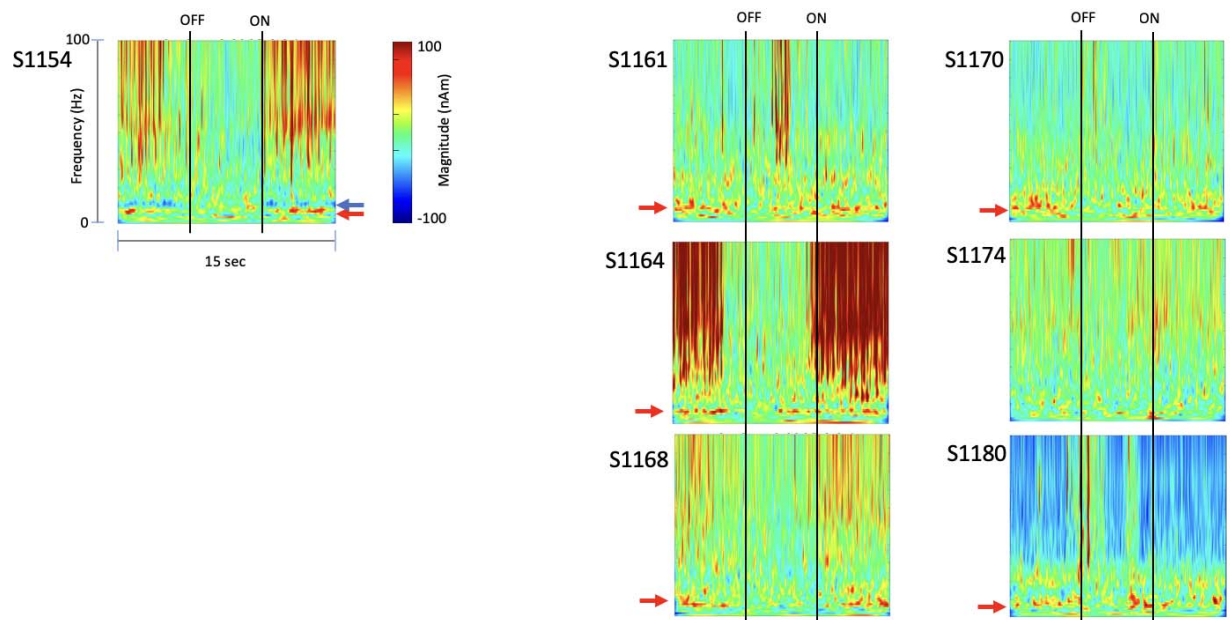 OFF ON
S1154
100
Frequency (Hz)
0
15 sec
100
Magnitude (nAm)
-100
OFF ON
S1161
S1164
S1168
OFF ON
S1170
S1174
S1180